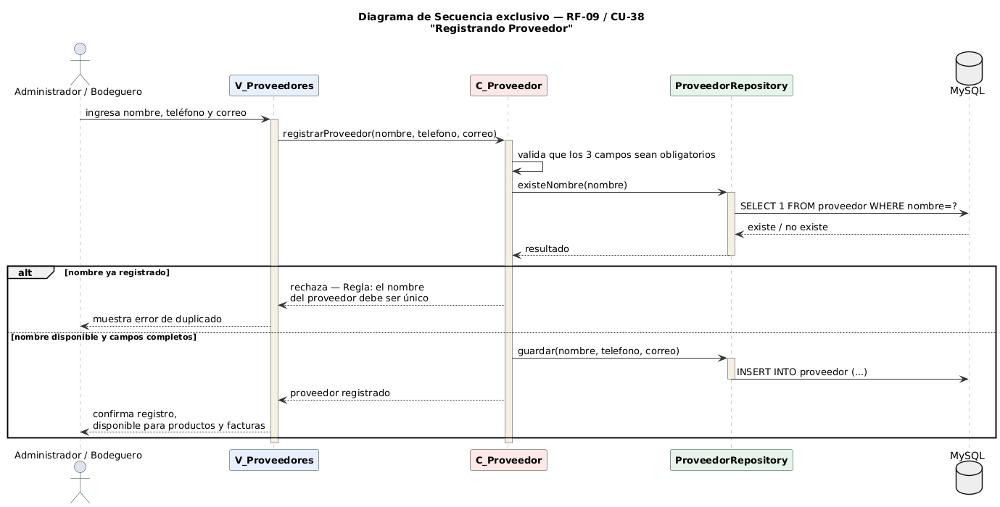 Diagrama de Secuencia exclusivo — RF-09 / CU-38
"Registrando Proveedor"
Administrador / Bodeguero
V_Proveedores
C_Proveedor
ProveedorRepository
MySQL
ingresa nombre, teléfono y correo
registrarProveedor(nombre, telefono, correo)
valida que los 3 campos sean obligatorios
existeNombre(nombre)
SELECT 1 FROM proveedor WHERE nombre=?
existe / no existe
resultado
alt
[nombre ya registrado]
rechaza — Regla: el nombre
del proveedor debe ser único
muestra error de duplicado
[nombre disponible y campos completos]
guardar(nombre, telefono, correo)
INSERT INTO proveedor (...)
proveedor registrado
confirma registro,
disponible para productos y facturas
Administrador / Bodeguero
V_Proveedores
C_Proveedor
ProveedorRepository
MySQL